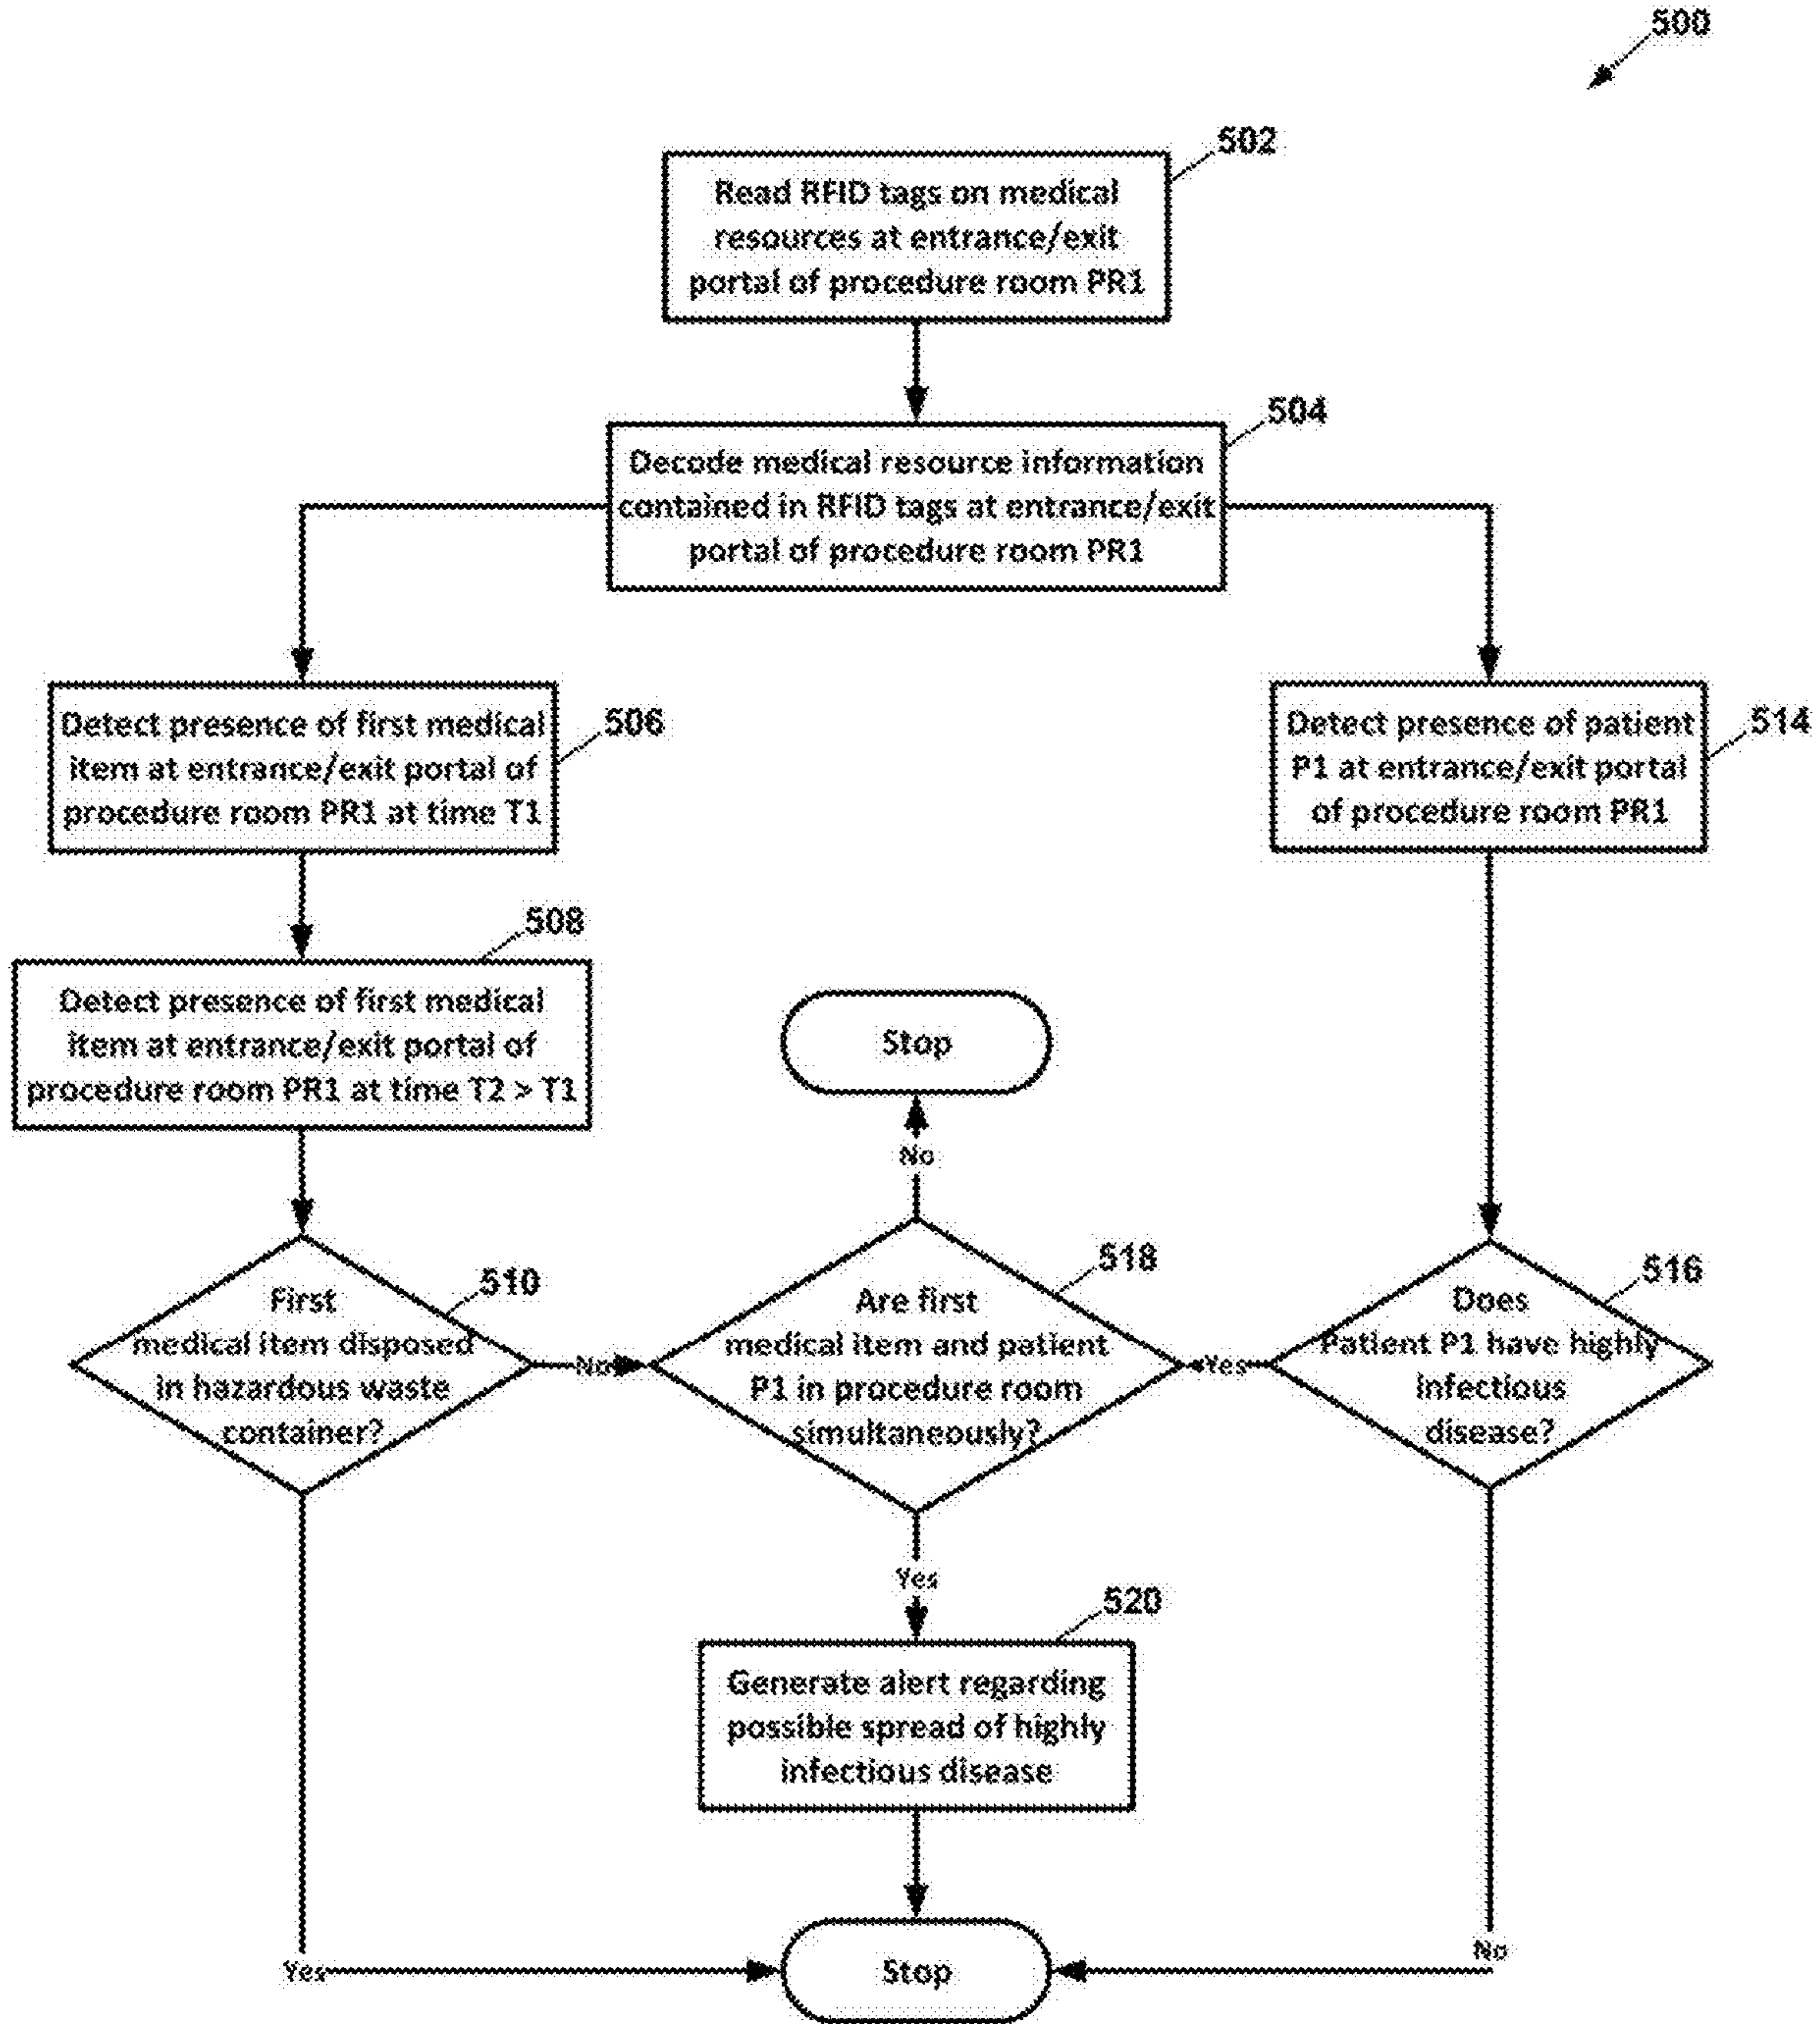 500
502
Read RFID tags on medical
resources at entrance/exit
portal of procedure room PR1
504
Decode medical resource information
contained in RFID tags at entrance/exit
portal of procedure room PR1
506
Detect presence of first medical
item at entrance/exit portal of
procedure room PR1 at time T1
514
Detect presence of patient
P1 at entrance/exit portal
of procedure room PR1
508
Detect presence of first medical
item at entrance/exit portal of
procedure room PR1 at time T2 > T1
Stop
No
510
First
medical item disposed
in hazardous waste
container?
No
518
Are first
medical item and patient
P1 in procedure room
simultaneously?
Yes
516
Does
Patient P1 have highly
infectious
disease?
Yes
520
Generate alert regarding
possible spread of highly
infectious disease
Yes
Stop
No